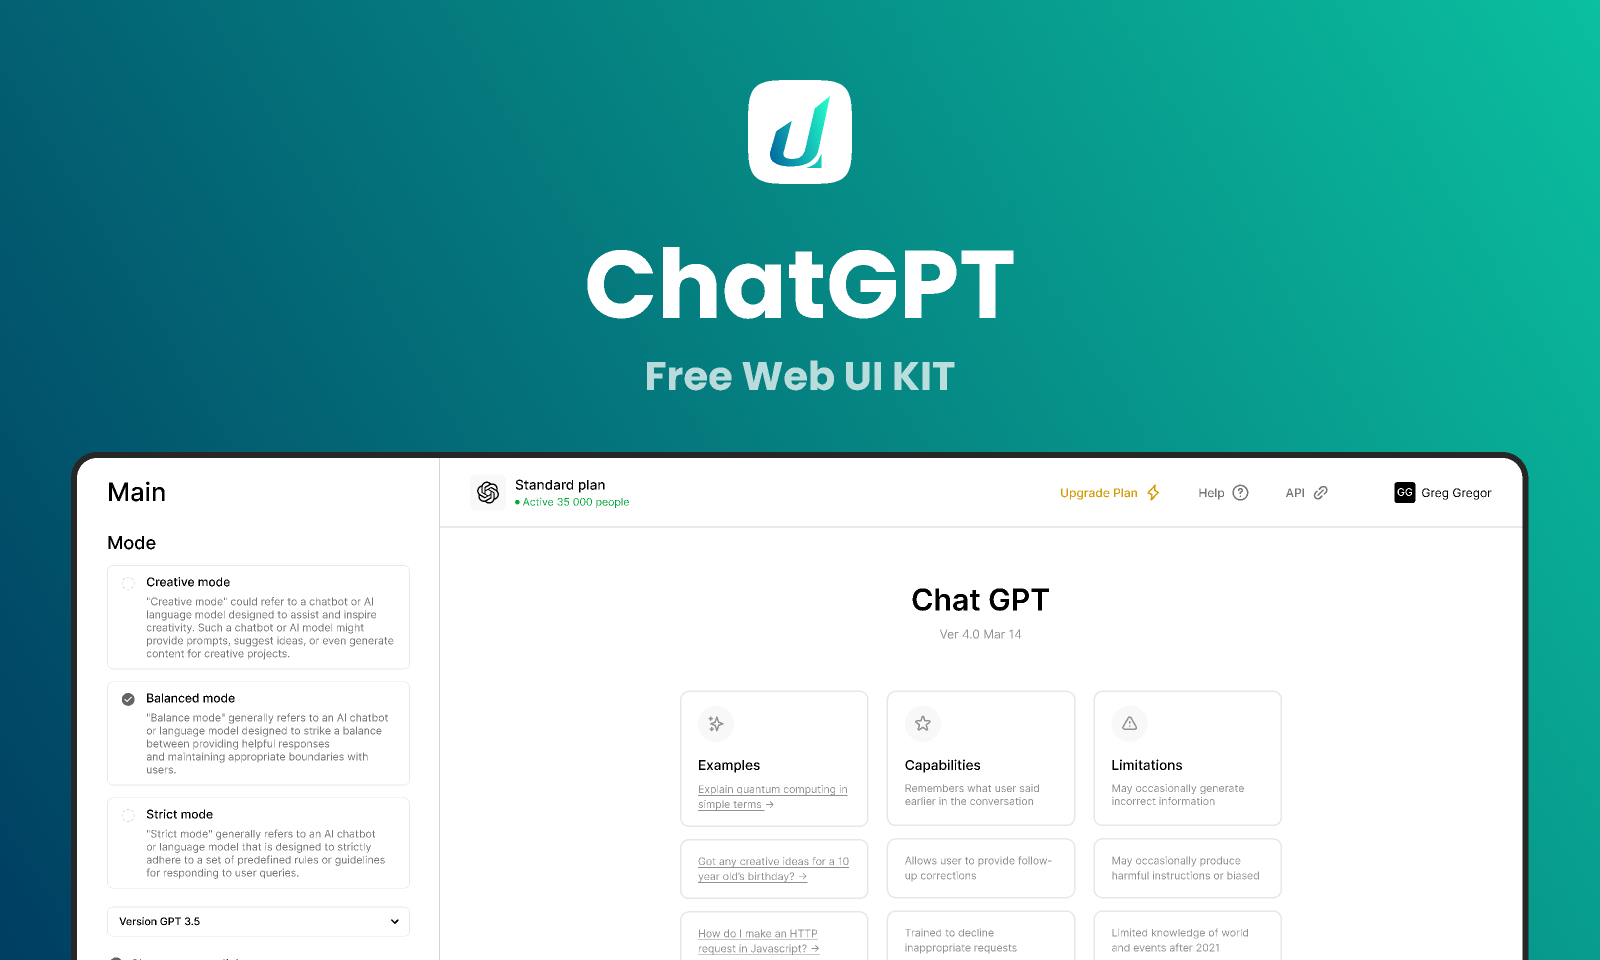 ChatGPT
Free Web UI KIT
Main
Mode
Creative mode
"Creative mode" could refer to a chatbot or AI
language model designed to assist and inspire
creativity. Such a chatbot or AI model might
provide prompts, suggest ideas, or even generate
content for creative projects.
Balanced mode
"Balance mode" generally refers to an AI chatbot
or language model designed to strike a balance
between providing helpful responses
and maintaining appropriate boundaries with
users.
Strict mode
"Strict mode" generally refers to an AI chatbot
or language model that is designed to strictly
adhere to a set of predefined rules or guidelines
for responding to user queries.
Version GPT 3.5
Standard plan
Active 35 000 people
Upgrade Plan
Help
API
GG Greg Gregor
Chat GPT
Ver 4.0 Mar 14
Examples
Explain quantum computing in
simple terms →
Got any creative ideas for a 10
year old's birthday? →
How do I make an HTTP
request in Javascript? →
Capabilities
Remembers what user said
earlier in the conversation
Allows user to provide follow-
up corrections
Trained to decline
inappropriate requests
Limitations
May occasionally generate
incorrect information
May occasionally produce
harmful instructions or biased
Limited knowledge of world
and events after 2021